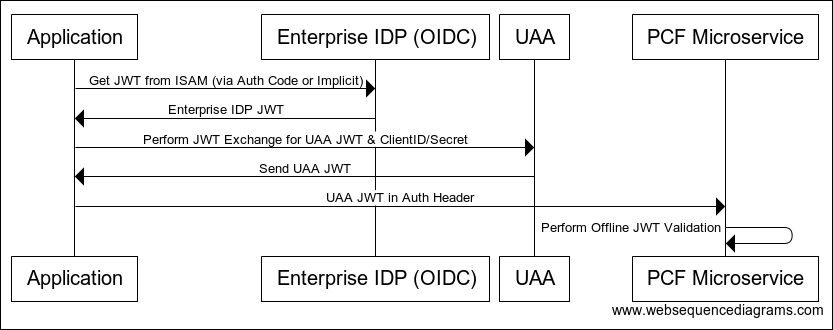 Application
Enterprise IDP (OIDC)
UAA
PCF Microservice
Get JWT from ISAM (via Auth Code or Implicit)
Enterprise IDP JWT
Perform JWT Exchange for UAA JWT & ClientID/Secret
Send UAA JWT
UAA JWT in Auth Header
Perform Offline JWT Validation
Application
Enterprise IDP (OIDC)
UAA
PCF Microservice
www.websequencediagrams.com